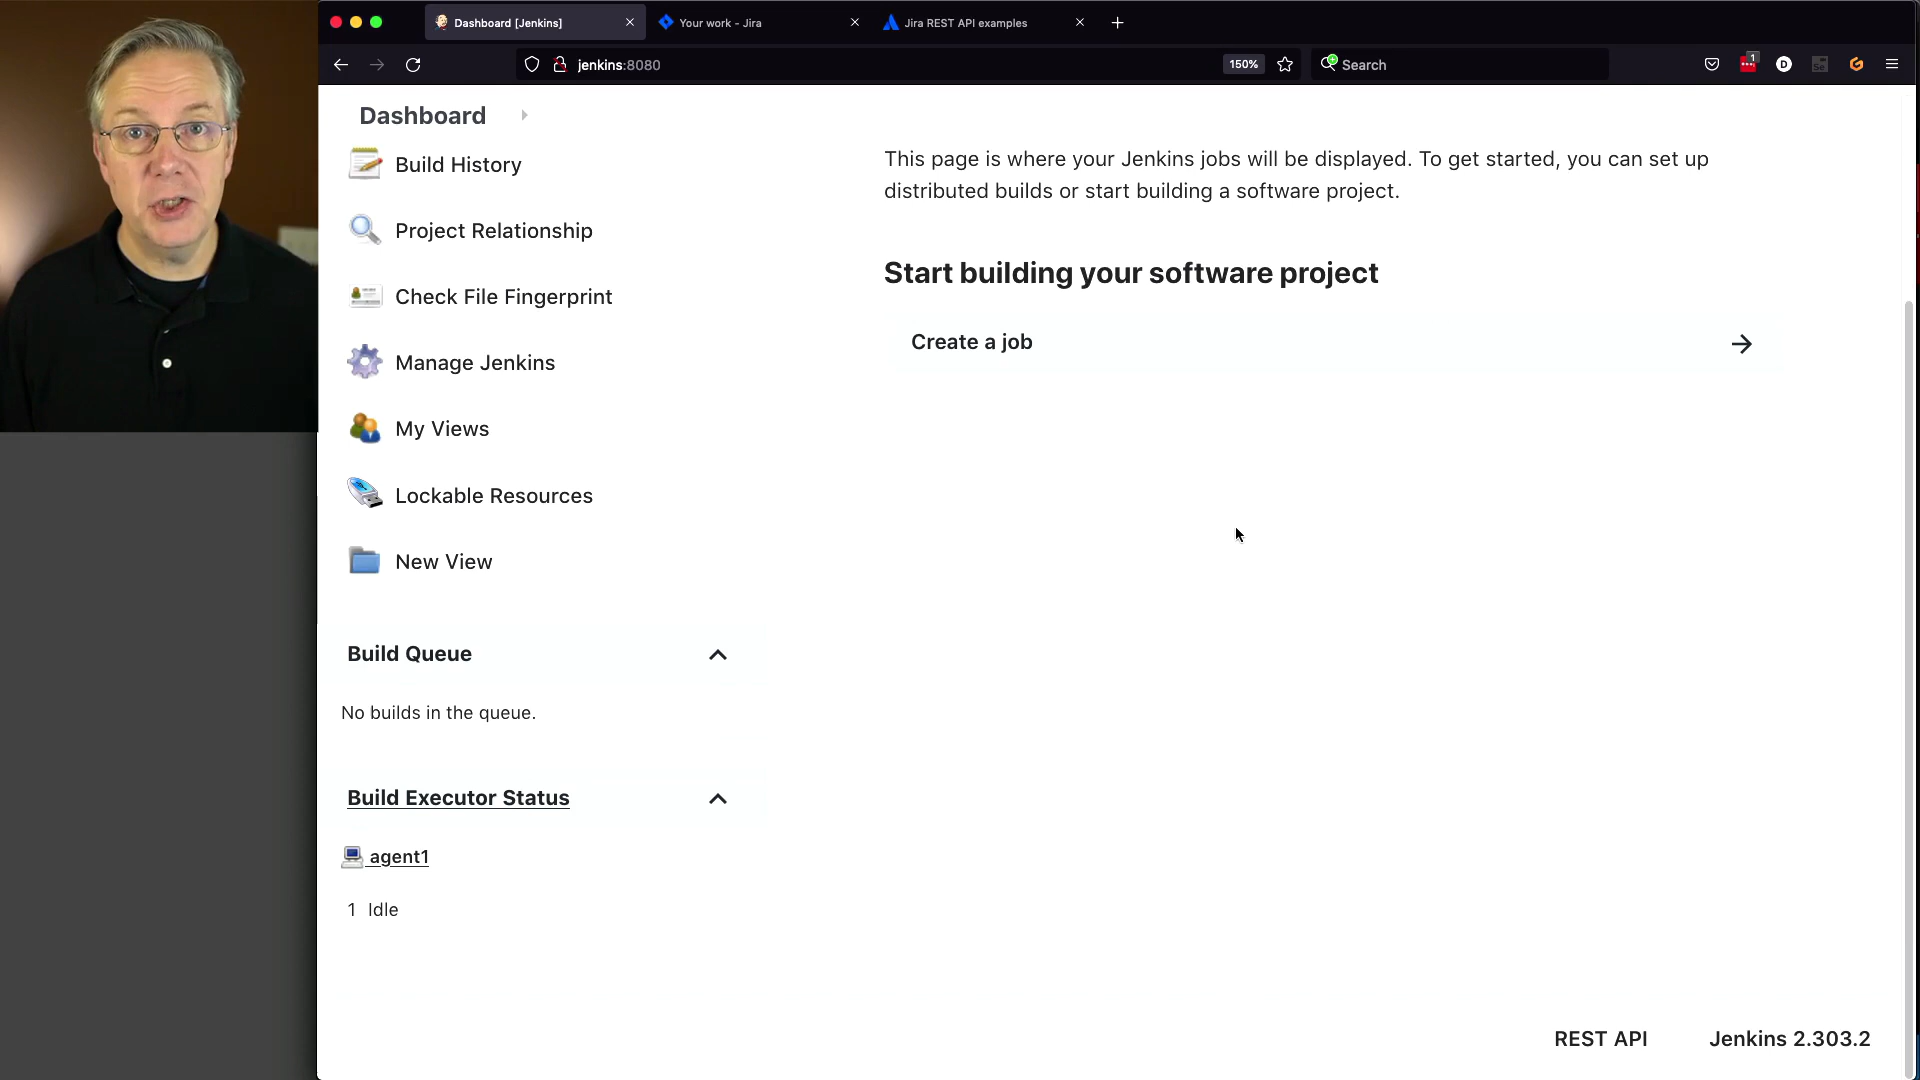 Dashboard [Jenkins]
Your work - Jira
Jira REST API examples
jenkins:8080
150%
Search
1
D
Dashboard
Build History
Project Relationship
Check File Fingerprint
Manage Jenkins
My Views
Lockable Resources
New View
Build Queue
No builds in the queue.
Build Executor Status
agent1
1 Idle
This page is where your Jenkins jobs will be displayed. To get started, you can set up
distributed builds or start building a software project.
Start building your software project
Create a job
REST API
Jenkins 2.303.2